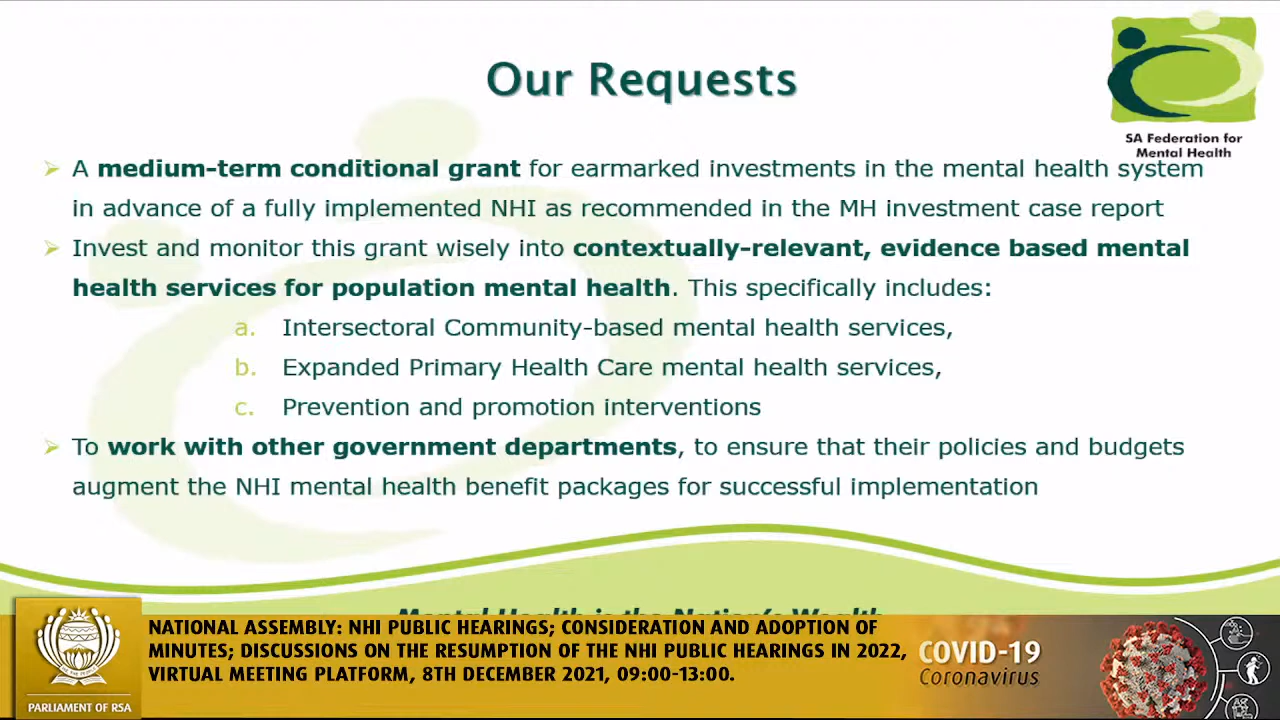 Our Requests
SA Federation for
Mental Health
➢ A medium-term conditional grant for earmarked investments in the mental health system
in advance of a fully implemented NHI as recommended in the MH investment case report
➢ Invest and monitor this grant wisely into contextually-relevant, evidence based mental
health services for population mental health. This specifically includes:
a. Intersectoral Community-based mental health services,
b. Expanded Primary Health Care mental health services,
c. Prevention and promotion interventions
➢ To work with other government departments, to ensure that their policies and budgets
augment the NHI mental health benefit packages for successful implementation
Mental Health is the Nation's Wealth
NATIONAL ASSEMBLY: NHI PUBLIC HEARINGS; CONSIDERATION AND ADOPTION OF
MINUTES; DISCUSSIONS ON THE RESUMPTION OF THE NHI PUBLIC HEARINGS IN 2022,
VIRTUAL MEETING PLATFORM, 8TH DECEMBER 2021, 09:00-13:00.
PARLIAMENT OF RSA
COVID-19
Coronavirus